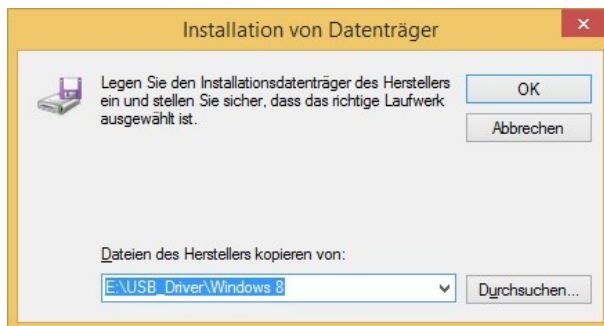 Installation von Datenträger
Legen Sie den Installationsdatenträger des Herstellers
ein und stellen Sie sicher, dass das richtige Laufwerk
ausgewählt ist.
OK
Abbrechen
Dateien des Herstellers kopieren von:
E:\USB_Driver\Windows 8
Durchsuchen...